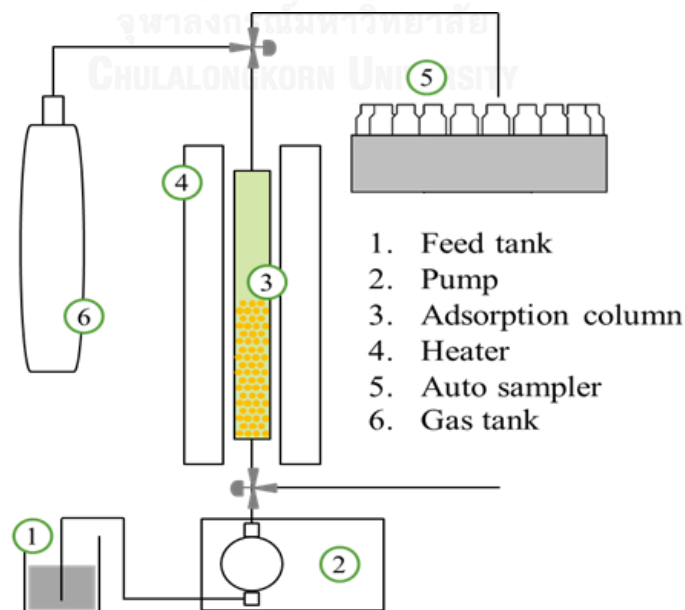 จุฬาลงกรณ์มหาวิทยาลัย
CHULALONGKORN UNIVERSITY
5
4
3
6
1. Feed tank
2. Pump
3. Adsorption column
4. Heater
5. Auto sampler
6. Gas tank
1
2